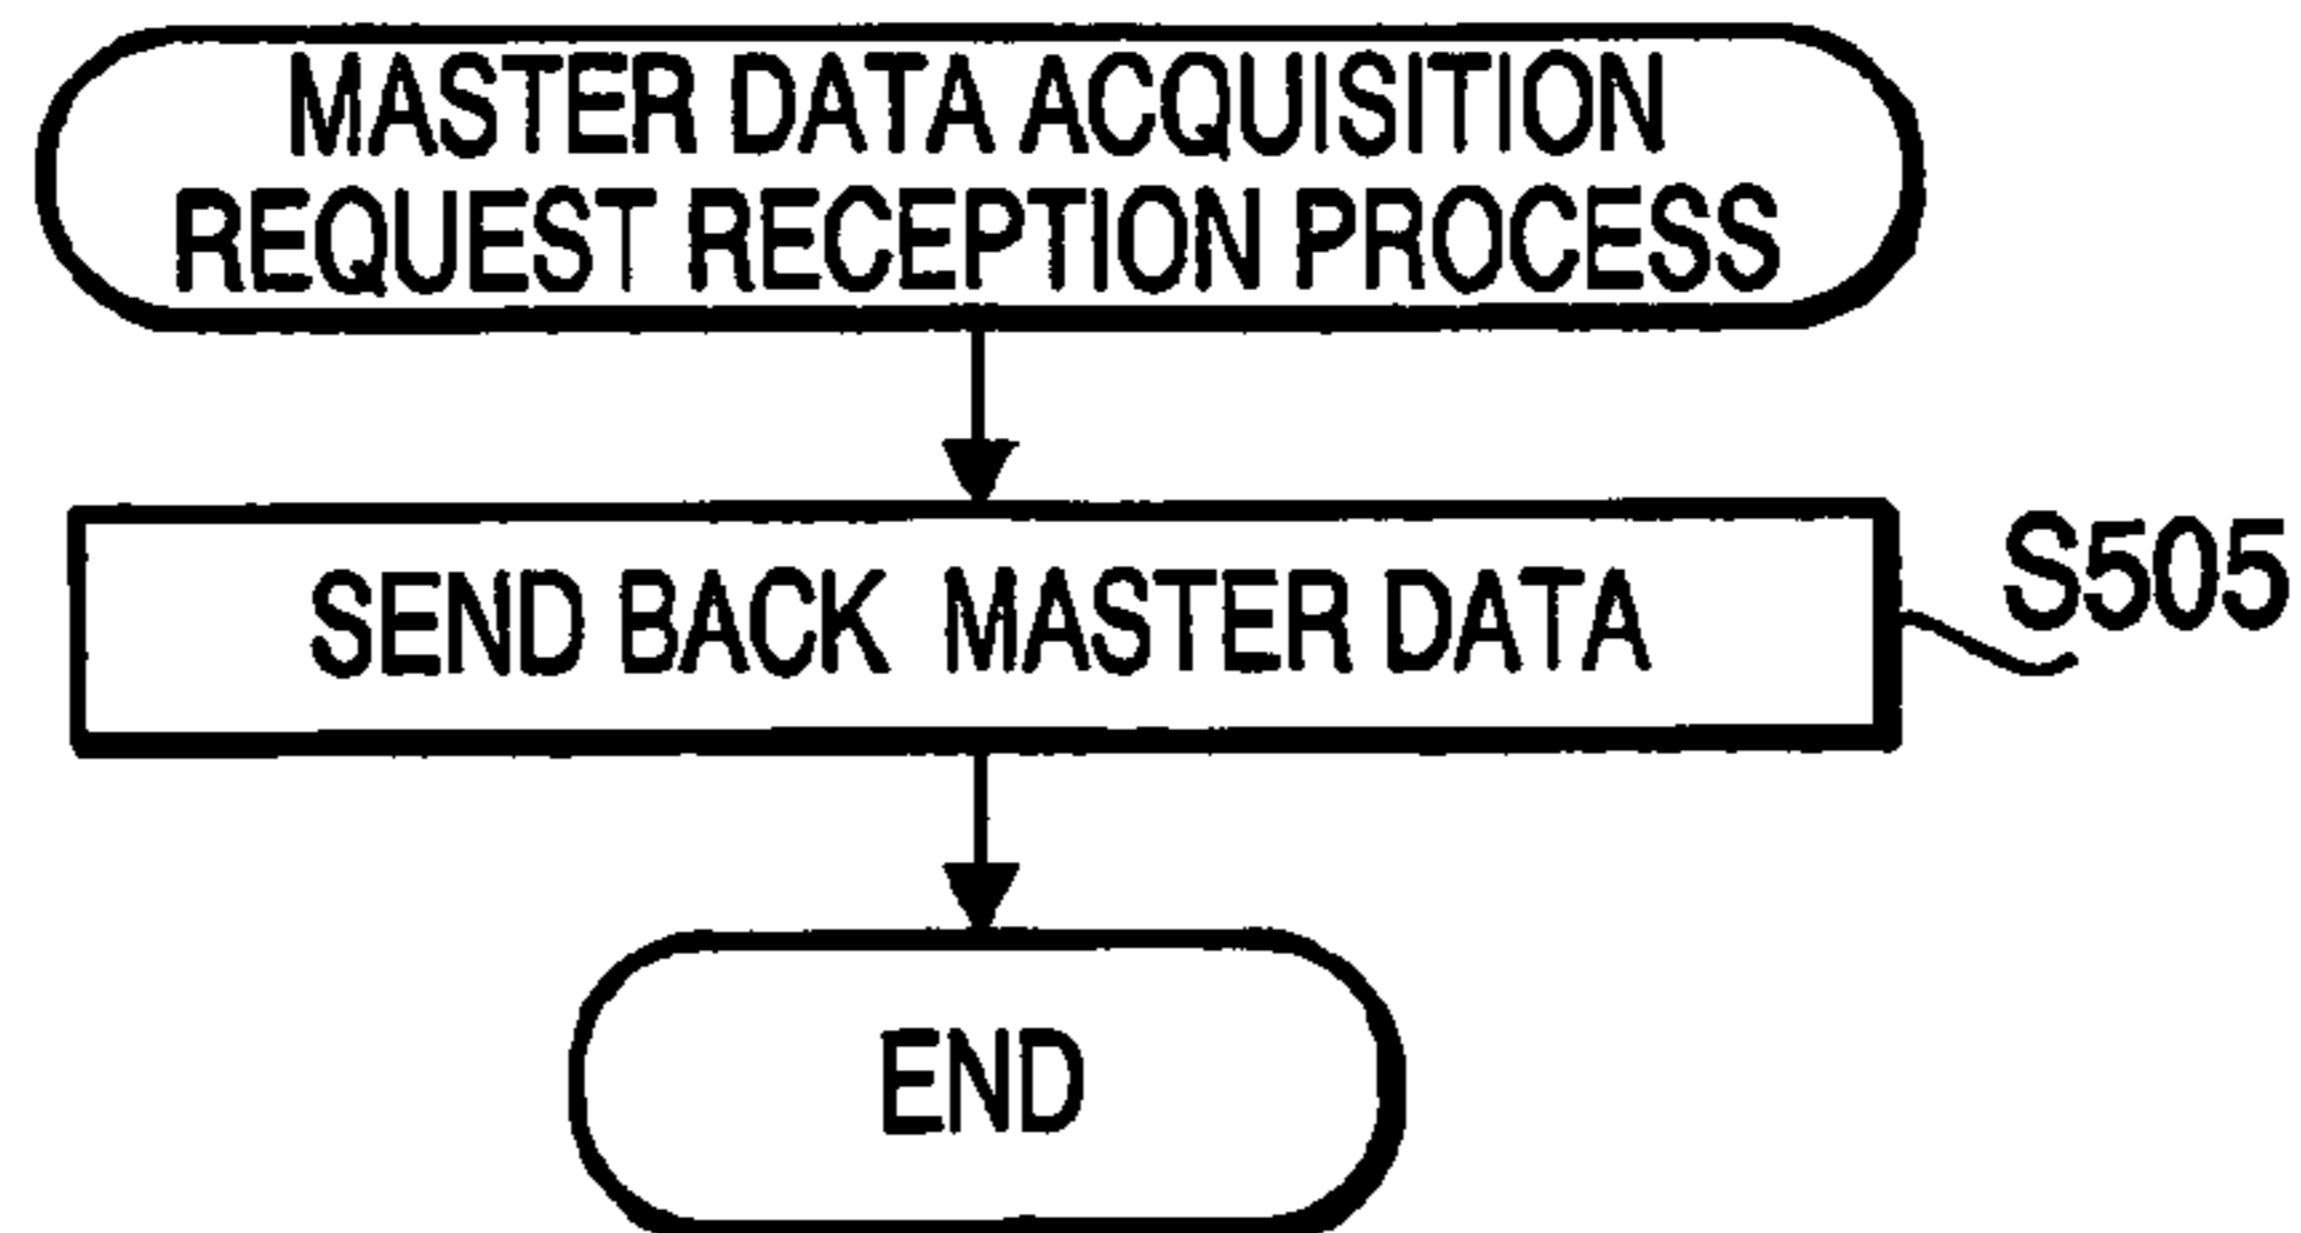 MASTER DATA ACQUISITION
REQUEST RECEPTION PROCESS
SEND BACK MASTER DATA
S505
END